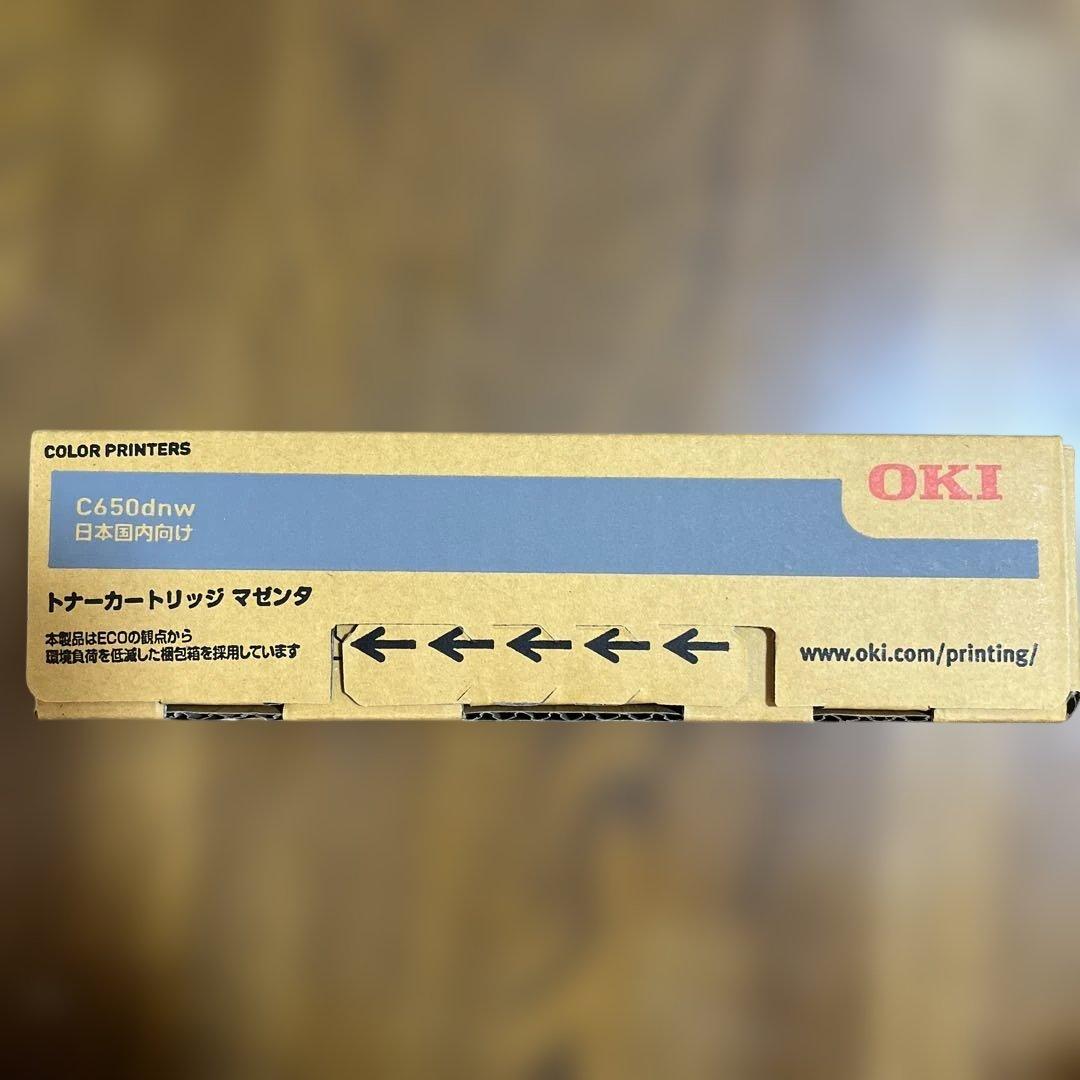 COLOR PRINTERS
OKI
C650dnw
日本国内向け
トナーカートリッジ マゼンタ
本製品はECOの観点から
環境負荷を低減した梱包箱を採用しています
www.oki.com/printing/